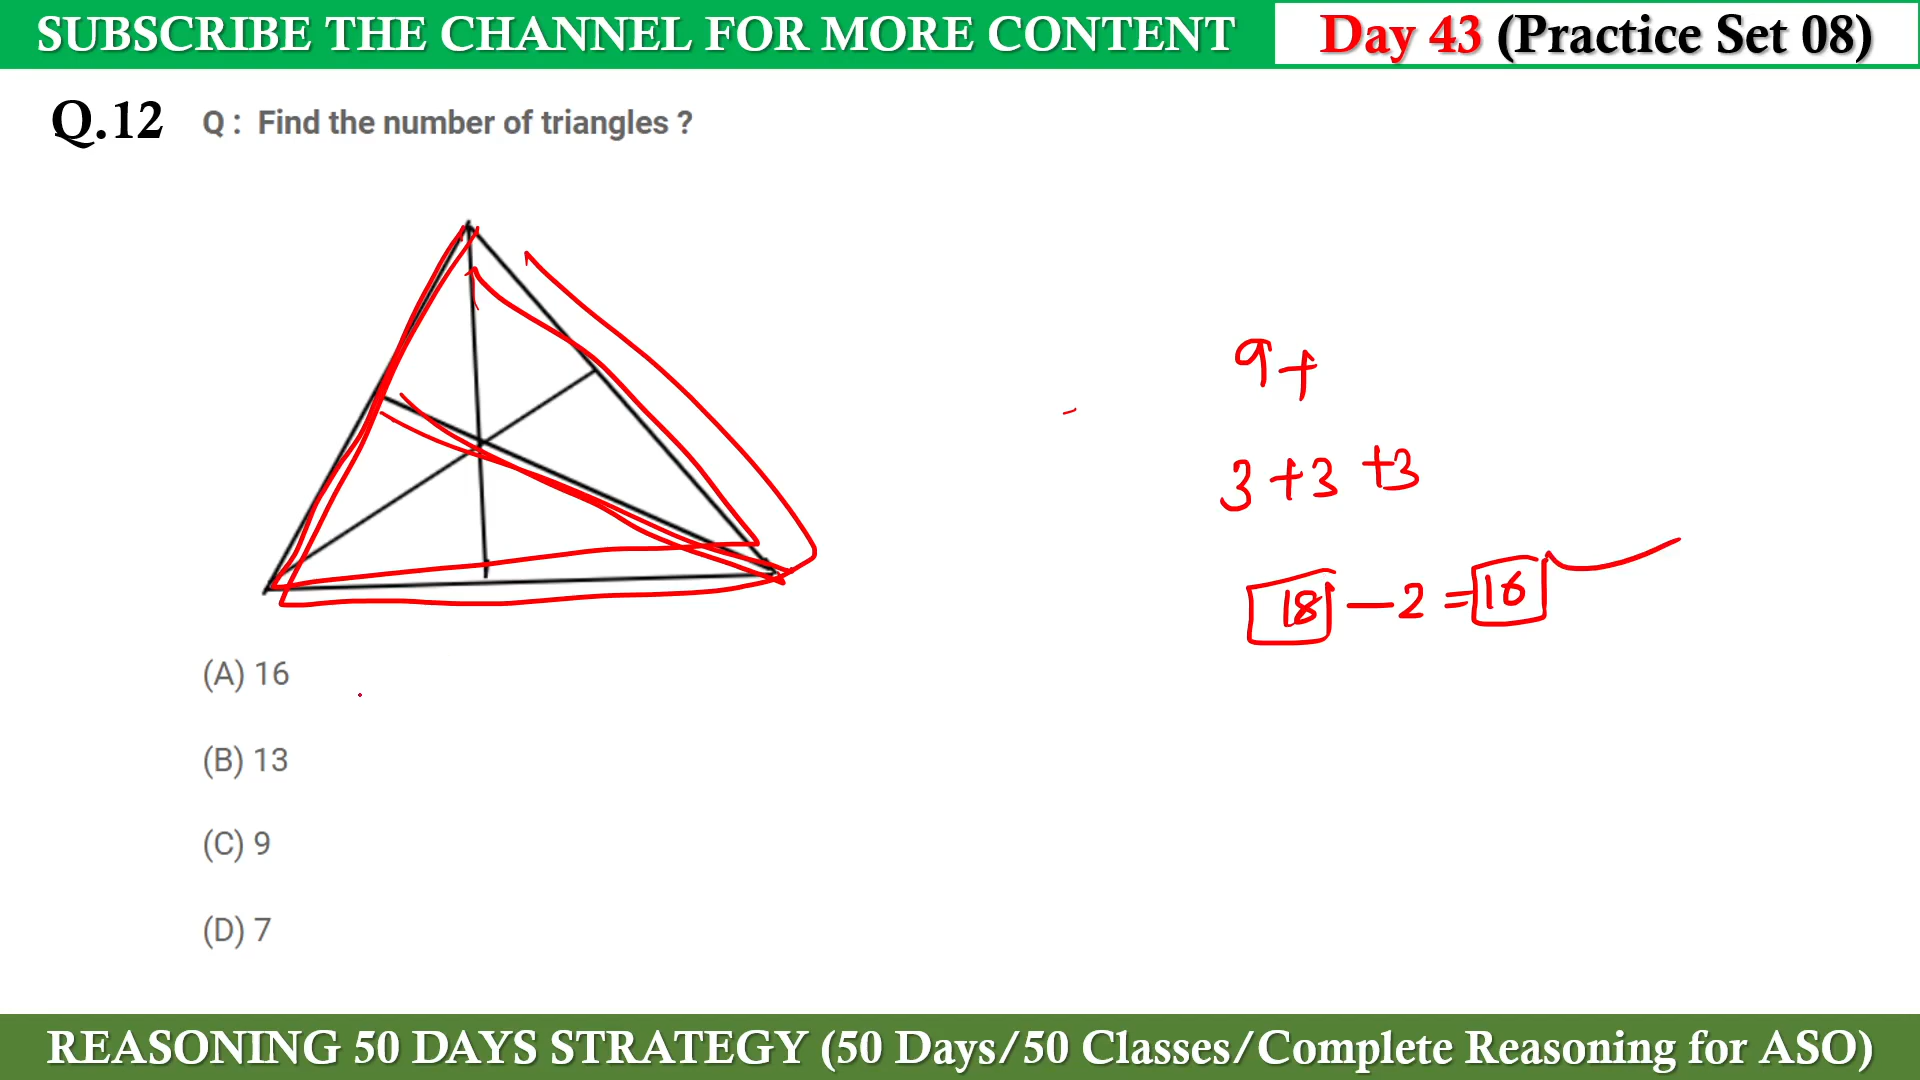 SUBSCRIBE THE CHANNEL FOR MORE CONTENT
Day 43 (Practice Set 08)
Q.12 Q : Find the number of triangles ?
9+
3+3+3
18-2=16
(A) 16
(B) 13
(C) 9
(D) 7
REASONING 50 DAYS STRATEGY (50 Days/50 Classes/Complete Reasoning for ASO)